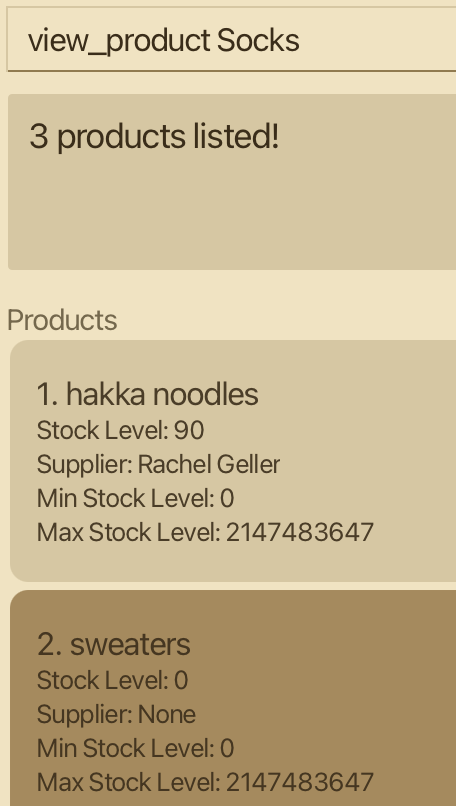 view_product Socks
3 products listed!
Products
1. hakka noodles
Stock Level: 90
Supplier: Rachel Geller
Min Stock Level: 0
Max Stock Level: 2147483647
2. sweaters
Stock Level: 0
Supplier: None
Min Stock Level: 0
Max Stock Level: 2147483647